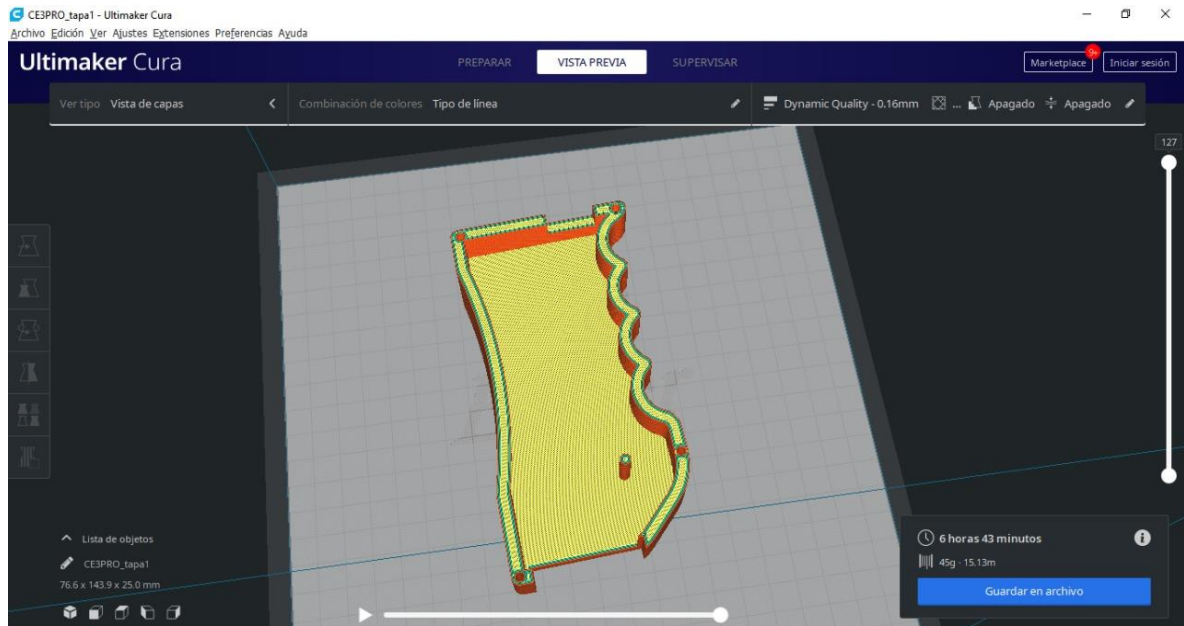 CE3PRO_tapa1 - Ultimaker Cura
Archivo Edición Ver Ajustes Extensiones Preferencias Ayuda
Ultimaker Cura
PREPARAR
VISTA PREVIA
SUPERVISAR
Marketplace
9+
Iniciar sesión
Ver tipo Vista de capas
Combinación de colores Tipo de línea
Dynamic Quality - 0.16mm ... Apagado Apagado
127
Lista de objetos
CE3PRO_tapa1
76.6 x 143.9 x 25.0 mm
6 horas 43 minutos
45g · 15.13m
Guardar en archivo